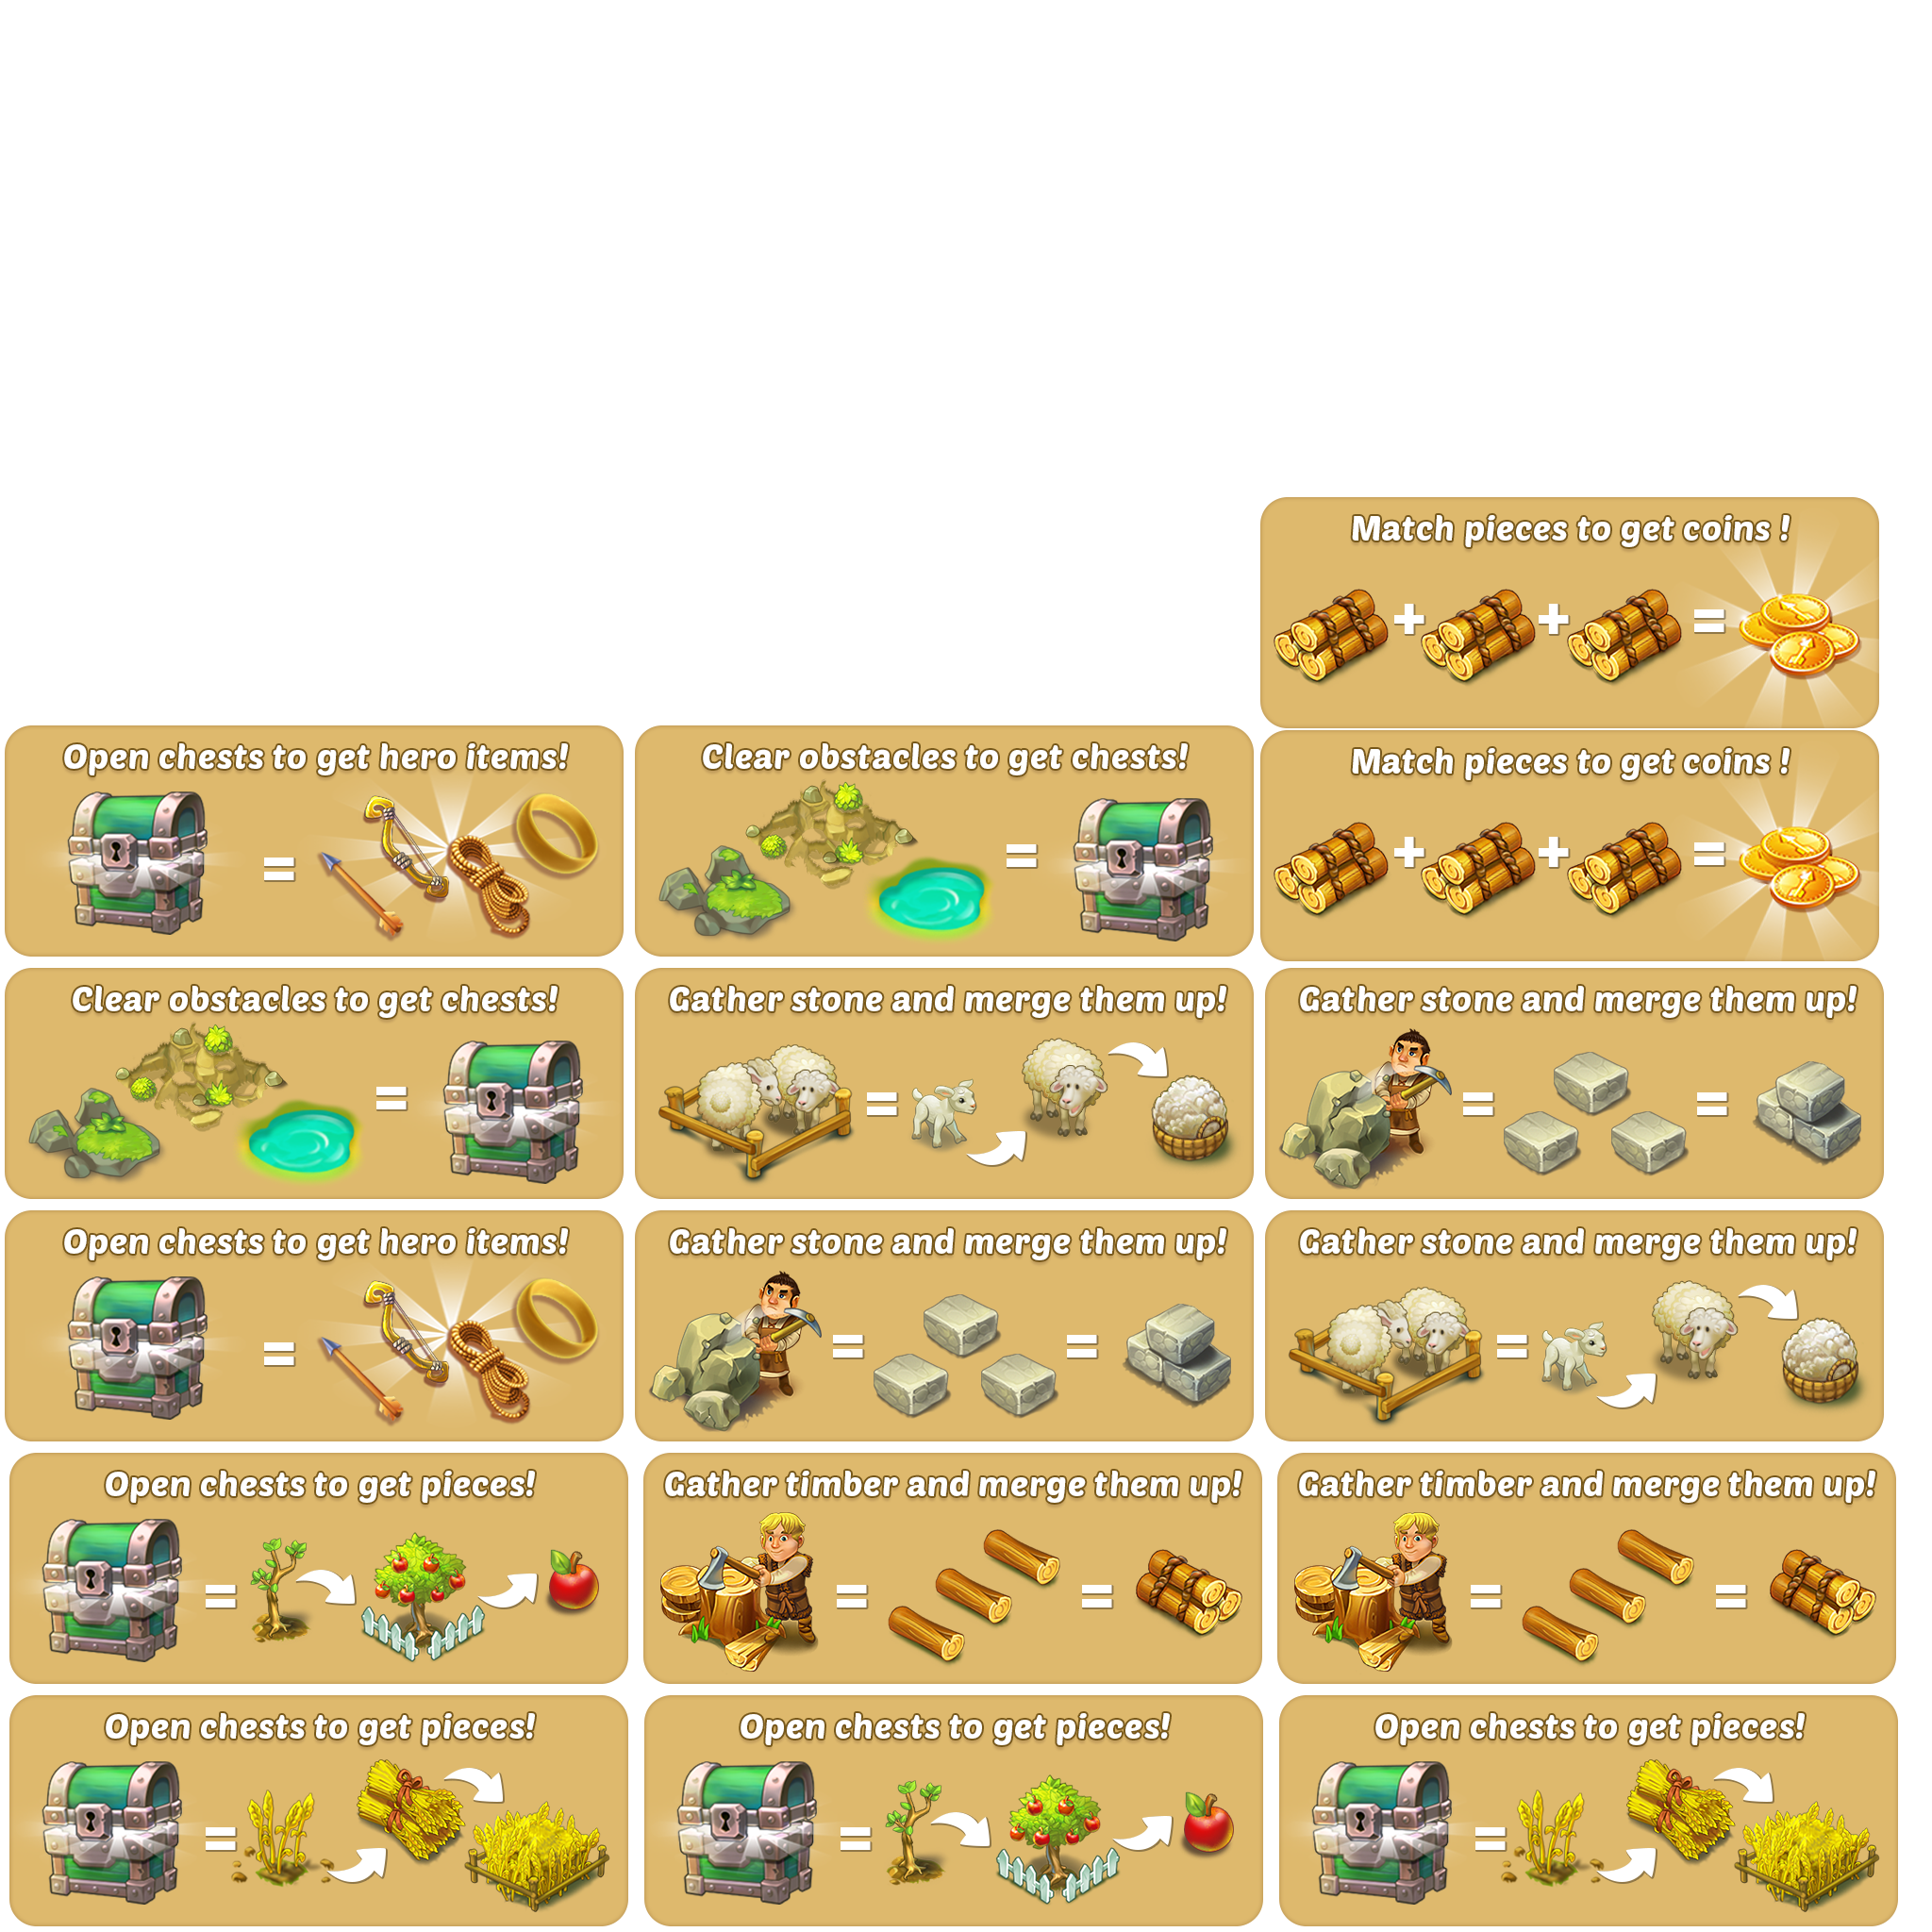 Match pieces to get coins !
Open chests to get hero items!
Clear obstacles to get chests!
Match pieces to get coins !
Clear obstacles to get chests!
Gather stone and merge them up!
Gather stone and merge them up!
Open chests to get hero items!
Gather stone and merge them up!
Gather stone and merge them up!
Open chests to get pieces!
Gather timber and merge them up!
Gather timber and merge them up!
Open chests to get pieces!
Open chests to get pieces!
Open chests to get pieces!